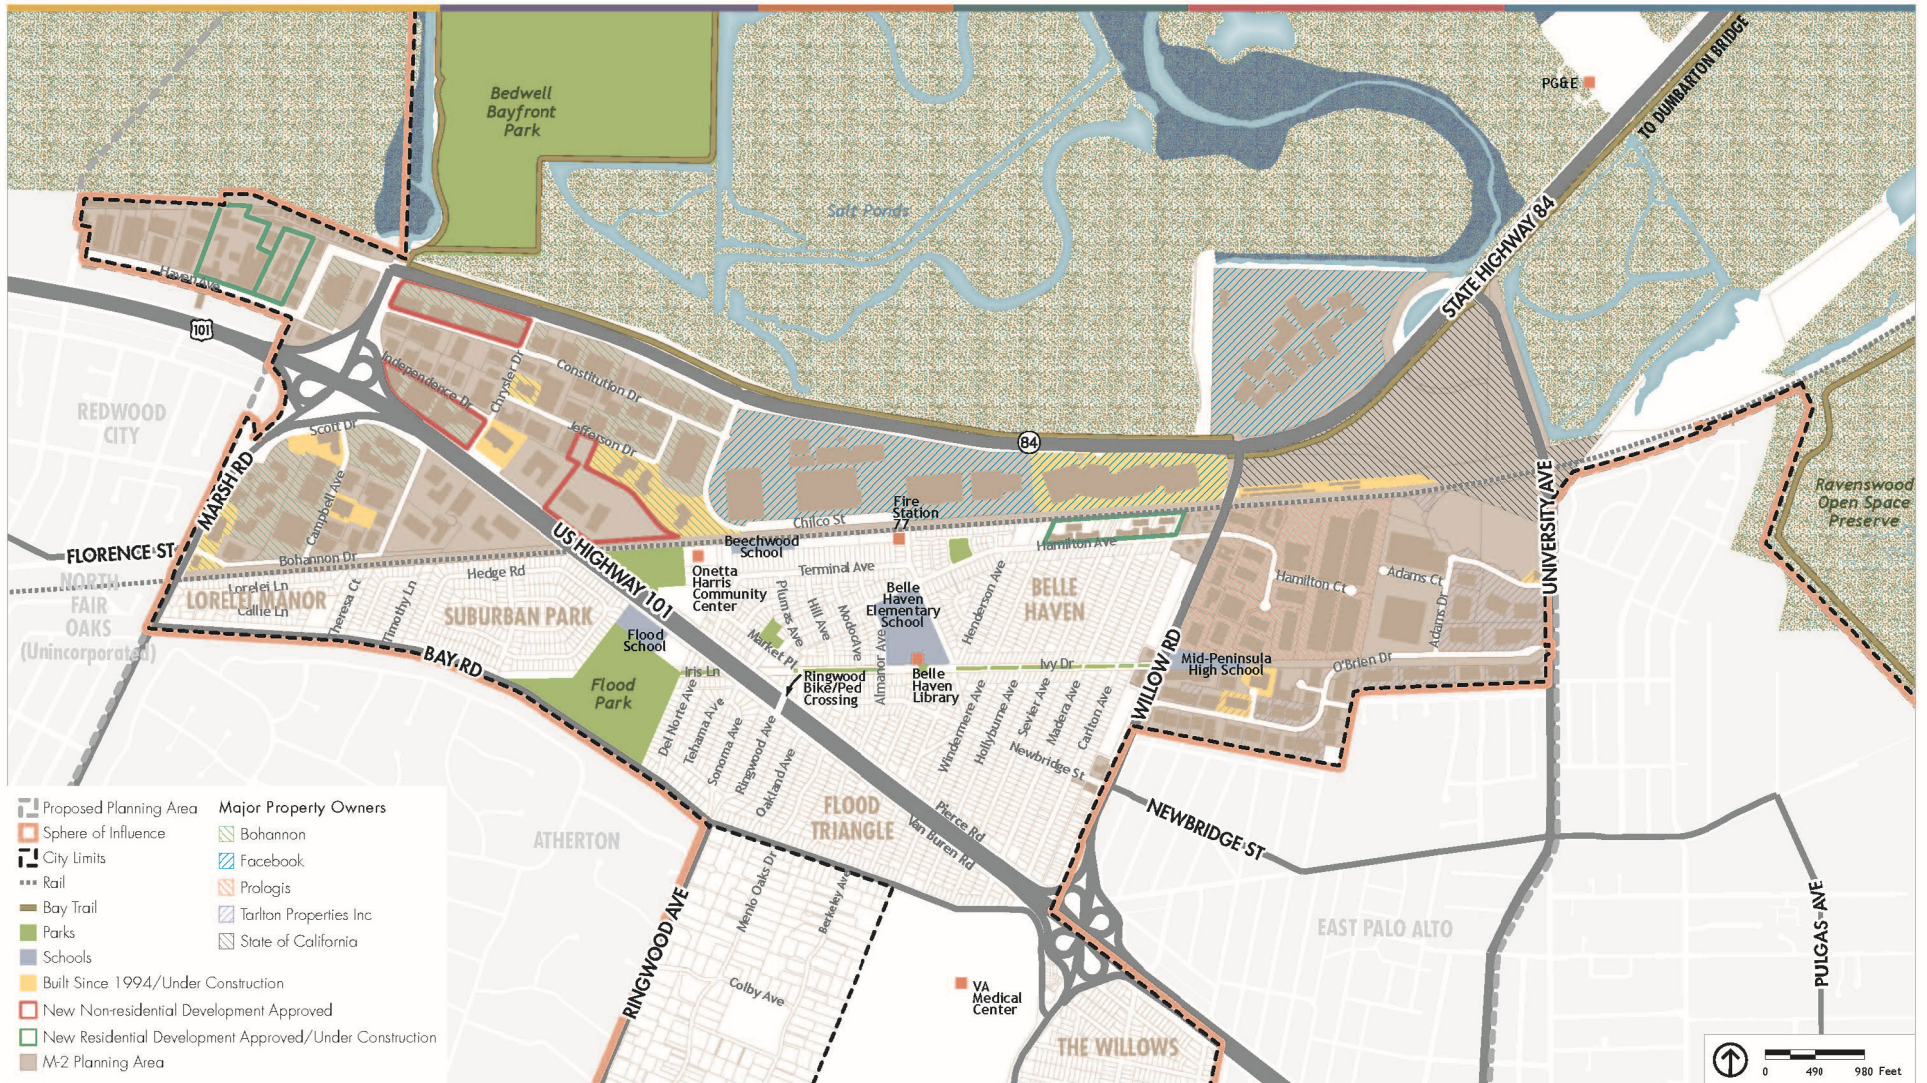 Bedwell
Bayfront
Park
PG&E
TO DUMBARTON BRIDGE
Salt Ponds
STATE HIGHWAY 84
Haven Ave
101
Independence Dr
Chrysler Dr
Constitution Dr
Jefferson Dr
REDWOOD
CITY
Scott Dr
MARSH RD
Campbell Ave
84
Ravenswood
Open Space
Preserve
UNIVERSITY AVE
Fire
Station
77
Chilco St
US HIGHWAY 101
FLORENCE ST
Bohannon Dr
Beechwood
School
Hamilton Ave
NORTH
FAIR
OAKS
(Unincorporated)
Lorelei Ln
LORELEI MANOR
Callie Ln
Theresa Ct
Timothy Ln
Hedge Rd
SUBURBAN PARK
Onetta
Harris
Community
Center
Terminal Ave
Plumas Ave
Hill Ave
Modoc Ave
Almanor Ave
Belle
Haven
Elementary
School
Henderson Ave
BELLE
HAVEN
Hamilton Ct
Adams Ct
Adams Dr
O'Brien Dr
Mid-Peninsula
High School
WILLOW RD
Flood
School
Market Pl
BAY RD
Iris Ln
Ivy Dr
Ringwood
Bike/Ped
Crossing
Belle
Haven
Library
Flood
Park
Del Norte Ave
Tehama Ave
Sonoma Ave
Ringwood Ave
Oakland Ave
Windermere Ave
Hollyburne Ave
Sevier Ave
Madera Ave
Carlton Ave
Newbridge St
FLOOD
TRIANGLE
Pierce Rd
Van Buren Rd
NEWBRIDGE ST
ATHERTON
Menlo Oaks Dr
Berkeley Ave
RINGWOOD AVE
Colby Ave
VA
Medical
Center
EAST PALO ALTO
PULGAS AVE
THE WILLOWS
Proposed Planning Area
Sphere of Influence
City Limits
Rail
Bay Trail
Parks
Schools
Built Since 1994/Under Construction
New Non-residential Development Approved
New Residential Development Approved/Under Construction
M-2 Planning Area
Major Property Owners
Bohannon
Facebook
Prologis
Tarlton Properties Inc
State of California
0 490 980 Feet